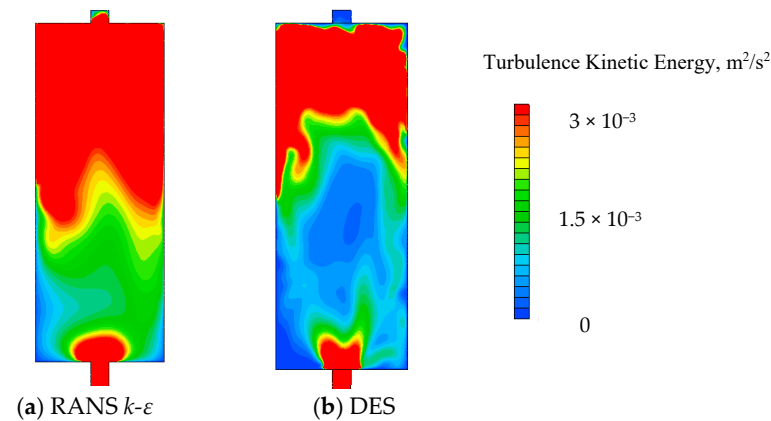 Turbulence Kinetic Energy, m²/s²
3 × 10⁻³
1.5 × 10⁻³
0
(a) RANS k-ε
(b) DES